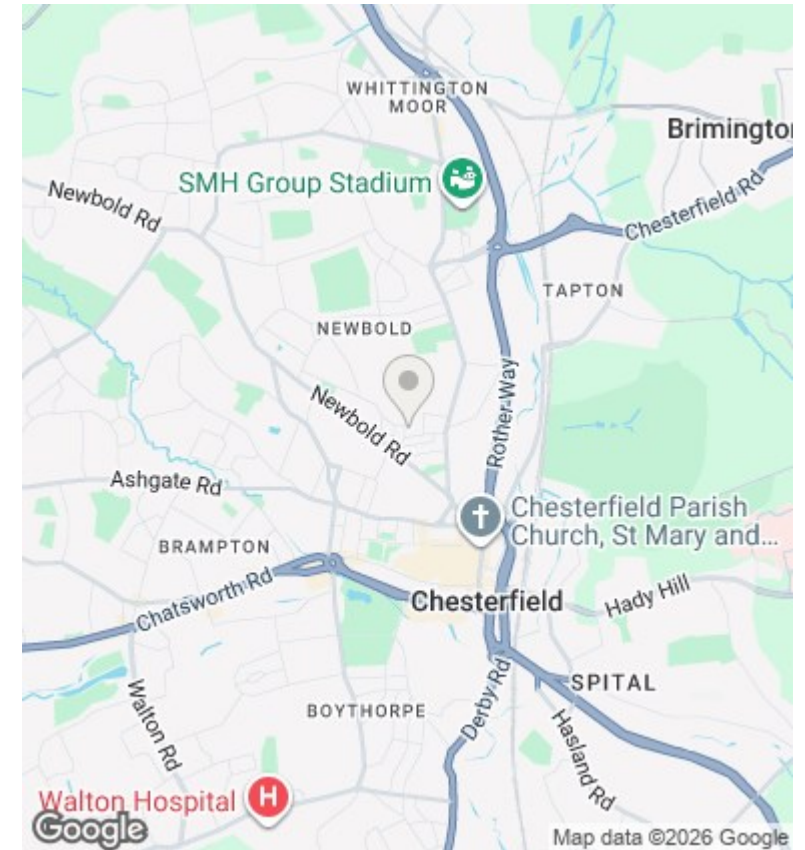 WHITTINGTON
MOOR
Brimington
SMH Group Stadium
Newbold Rd
Chesterfield Rd
TAPTON
NEWBOLD
Rother Way
Newbold Rd
Ashgate Rd
Chesterfield Parish
Church, St Mary and...
BRAMPTON
Chatsworth Rd
Chesterfield
Hady Hill
Walton Rd
BOYTHORPE
Derby Rd
SPITAL
Hasland Rd
Walton Hospital
H
Google
Map data ©2026 Google